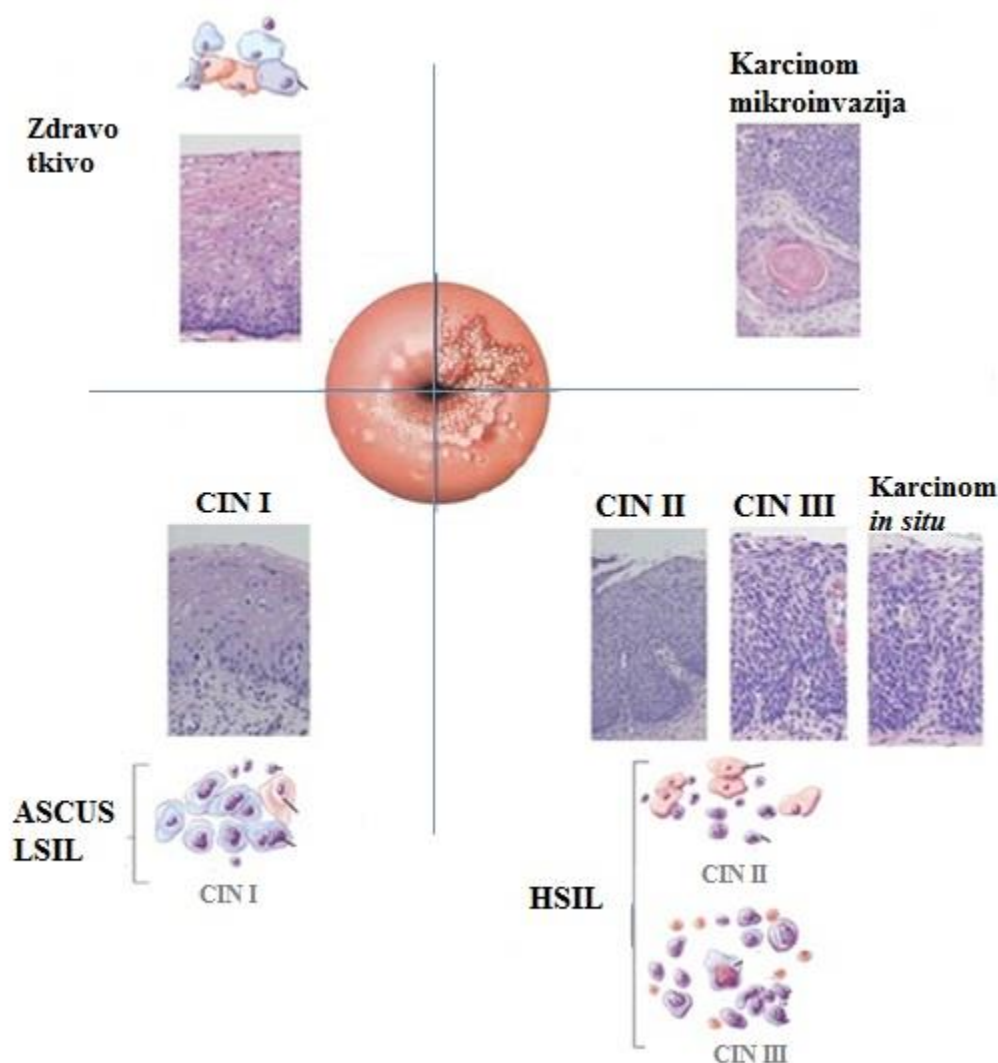 Zdravo
tkivo
Karcinom
mikroinvazija
CIN I
CIN II
CIN III
Karcinom
in situ
ASCUS
LSIL
CIN I
HSIL
CIN II
CIN III